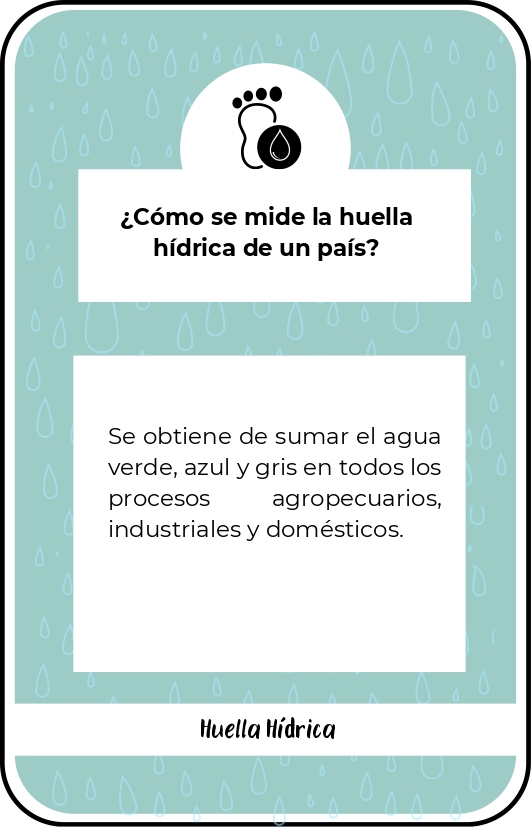 ¿Cómo se mide la huella
hídrica de un país?
Se obtiene de sumar el agua
verde, azul y gris en todos los
procesos agropecuarios,
industriales y domésticos.
Huella Hídrica